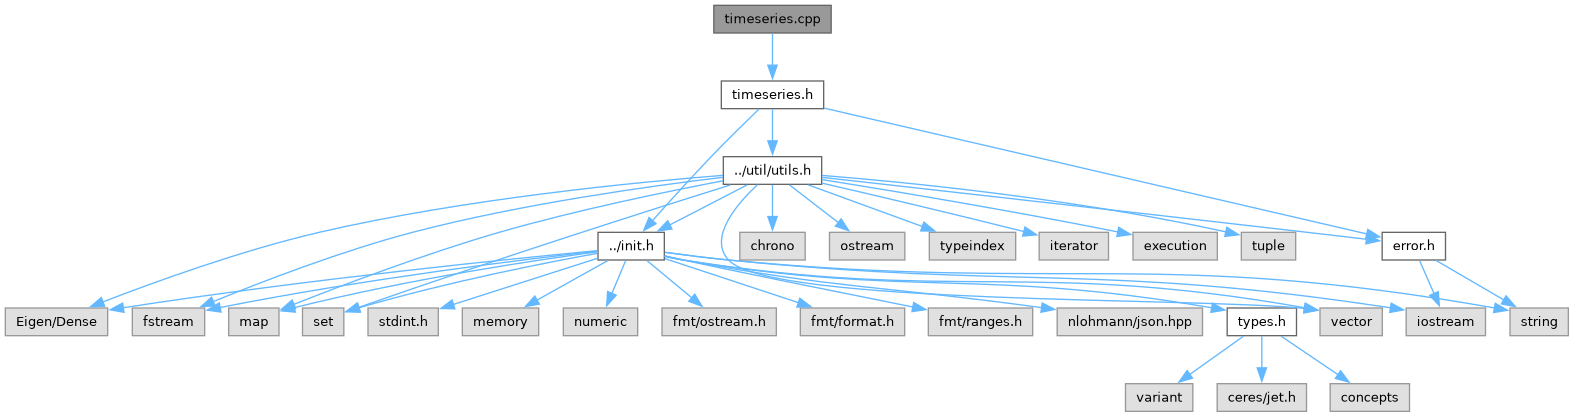 timeseries.cpp
timeseries.h
../util/utils.h
../init.h
chrono
ostream
typeindex
iterator
execution
tuple
error.h
Eigen/Dense
fstream
map
set
stdint.h
memory
numeric
fmt/ostream.h
fmt/format.h
fmt/ranges.h
nlohmann/json.hpp
types.h
vector
iostream
string
variant
ceres/jet.h
concepts